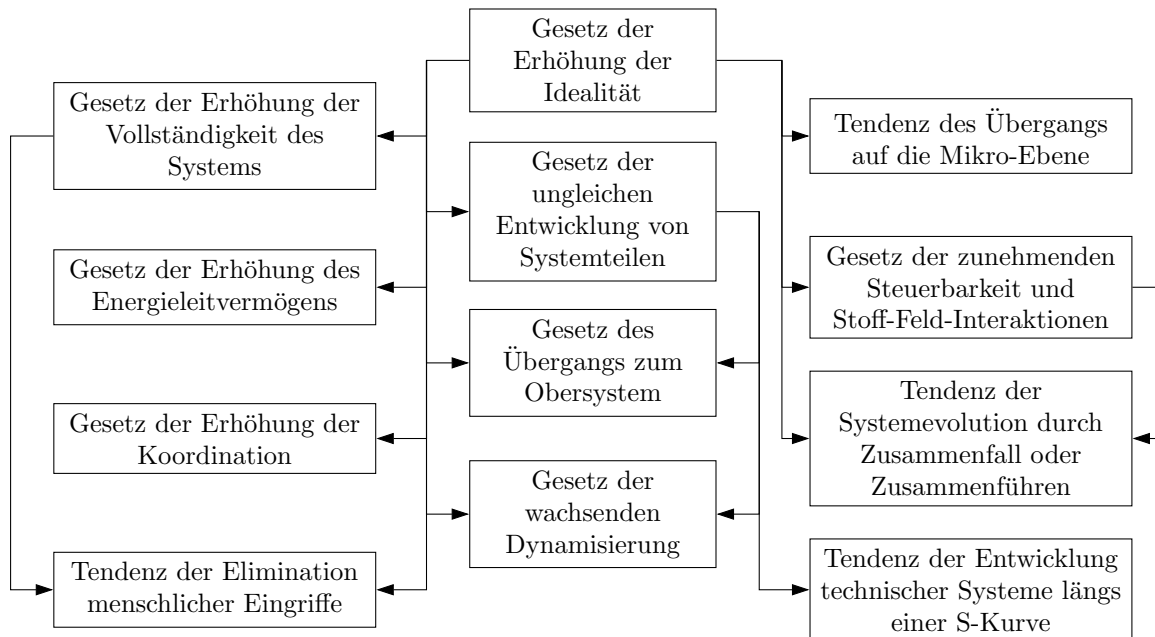 Gesetz der
Erhöhung der
Idealität
Gesetz der Erhöhung der
Vollständigkeit des
Systems
Tendenz des Übergangs
auf die Mikro-Ebene
Gesetz der
ungleichen
Entwicklung von
Systemteilen
Gesetz der Erhöhung des
Energieleitvermögens
Gesetz der zunehmenden
Steuerbarkeit und
Stoff-Feld-Interaktionen
Gesetz des
Übergangs zum
Obersystem
Gesetz der Erhöhung der
Koordination
Tendenz der
Systemevolution durch
Zusammenfall oder
Zusammenführen
Gesetz der
wachsenden
Dynamisierung
Tendenz der Elimination
menschlicher Eingriffe
Tendenz der Entwicklung
technischer Systeme längs
einer S-Kurve